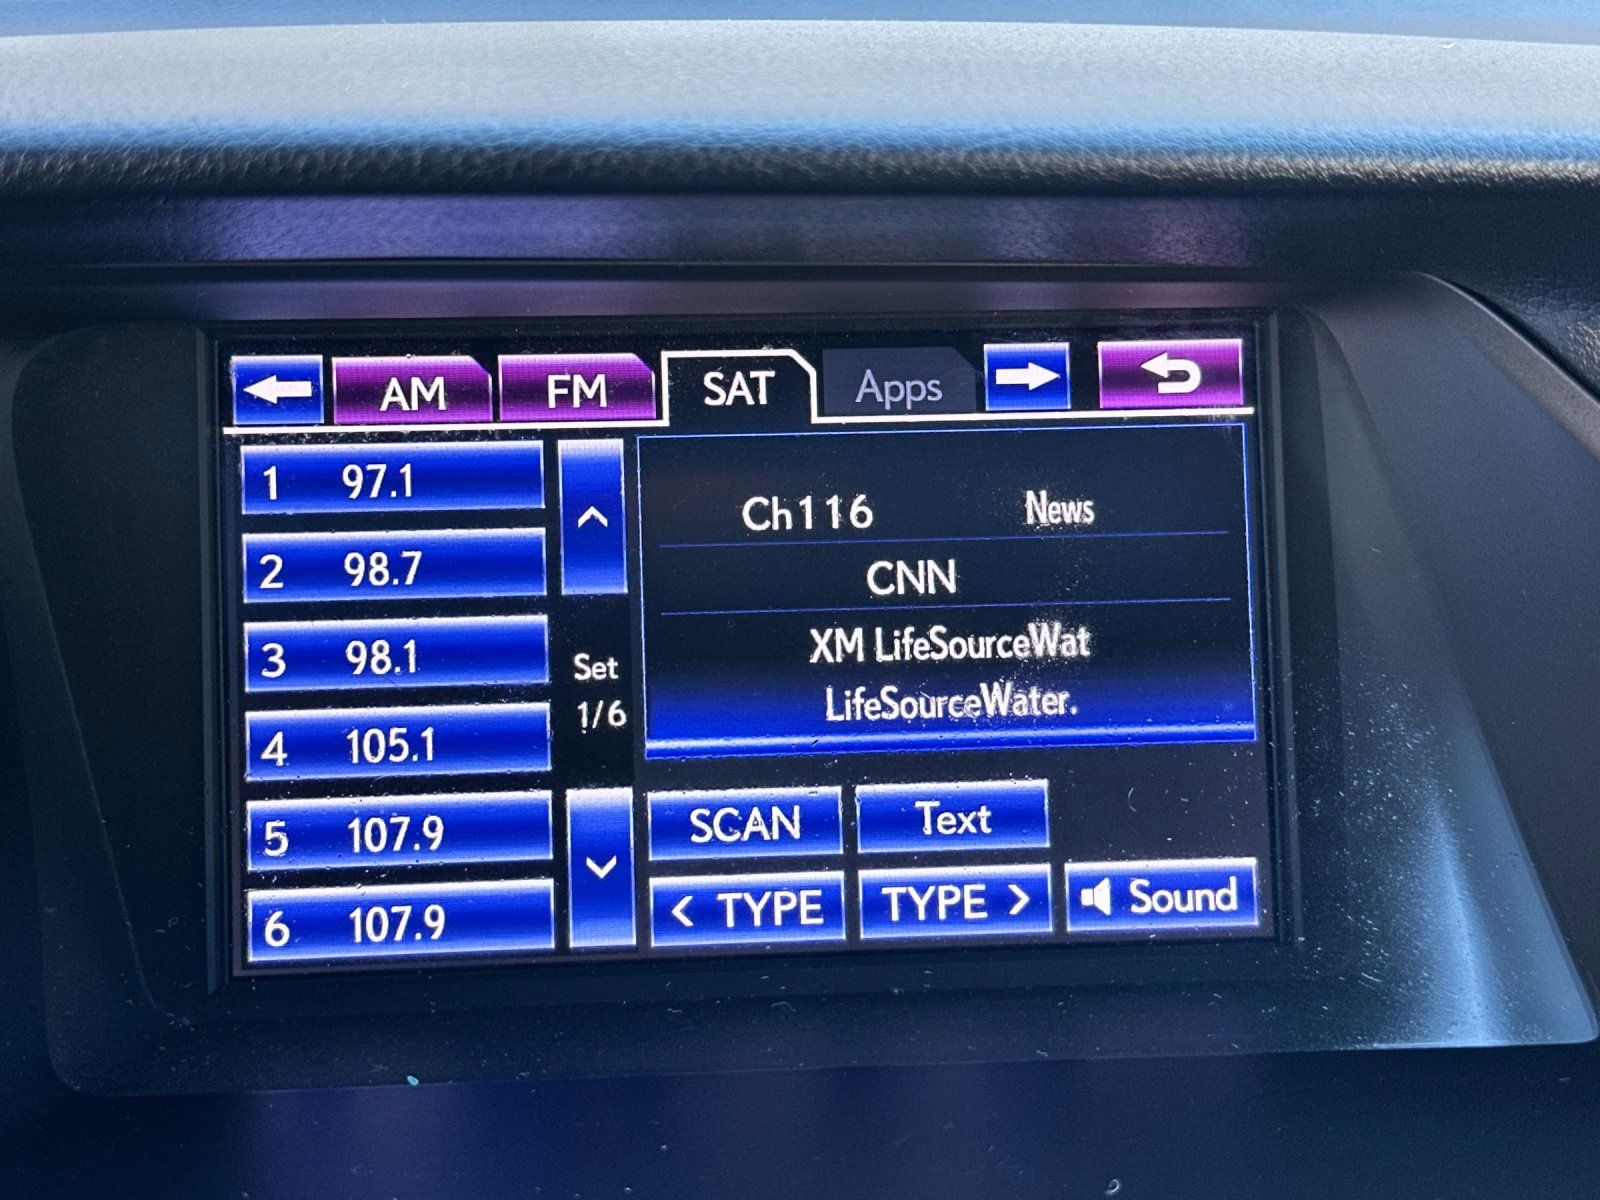 AM FM SAT Apps
1 97.1
2 98.7
3 98.1
4 105.1
5 107.9
6 107.9
Set
1/6
Ch116 News
CNN
XM LifeSourceWat
LifeSourceWater.
SCAN Text
< TYPE TYPE > Sound